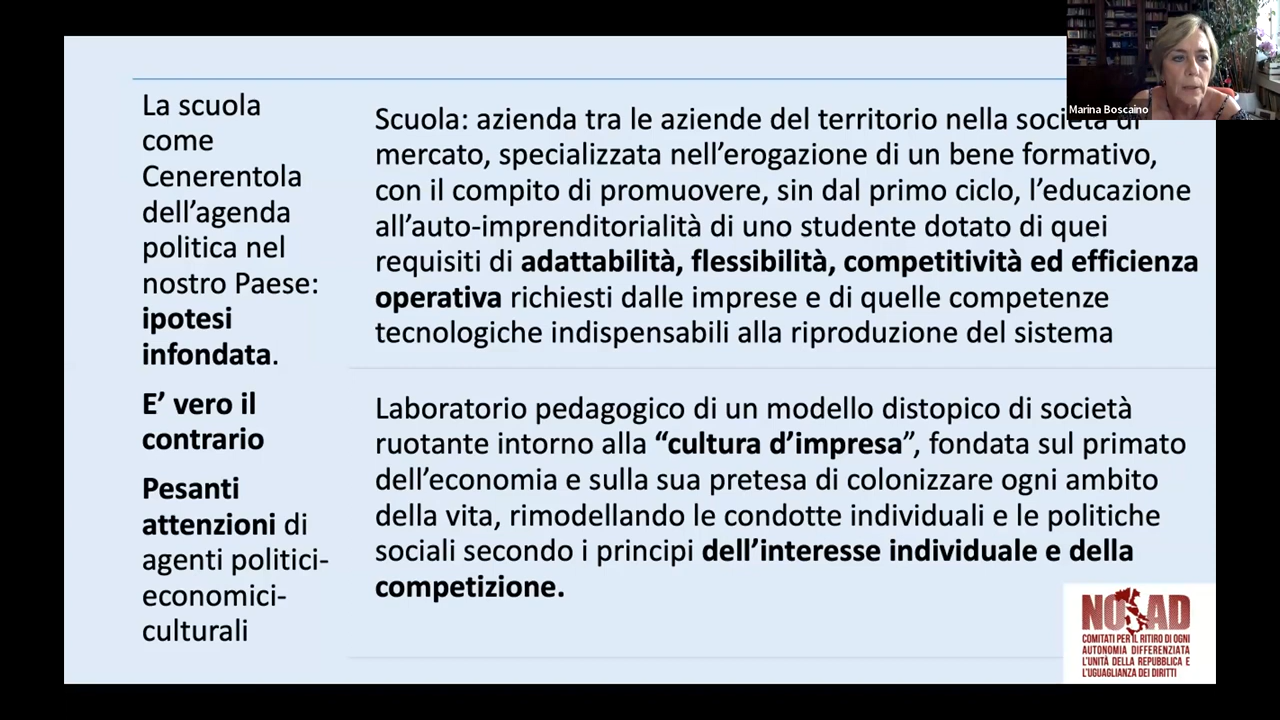 Marina Boscaino
La scuola
come
Cenerentola
dell’agenda
politica nel
nostro Paese:
ipotesi
infondata.
E’ vero il
contrario
Pesanti
attenzioni di
agenti politici-
economici-
culturali
Scuola: azienda tra le aziende del territorio nella società di
mercato, specializzata nell’erogazione di un bene formativo,
con il compito di promuovere, sin dal primo ciclo, l’educazione
all’auto-imprenditorialità di uno studente dotato di quei
requisiti di adattabilità, flessibilità, competitività ed efficienza
operativa richiesti dalle imprese e di quelle competenze
tecnologiche indispensabili alla riproduzione del sistema
Laboratorio pedagogico di un modello distopico di società
ruotante intorno alla “cultura d’impresa”, fondata sul primato
dell’economia e sulla sua pretesa di colonizzare ogni ambito
della vita, rimodellando le condotte individuali e le politiche
sociali secondo i principi dell’interesse individuale e della
competizione.
NO AD
COMITATI PER IL RITIRO DI OGNI
AUTONOMIA DIFFERENZIATA
L'UNITÀ DELLA REPUBBLICA E
L'UGUAGLIANZA DEI DIRITTI